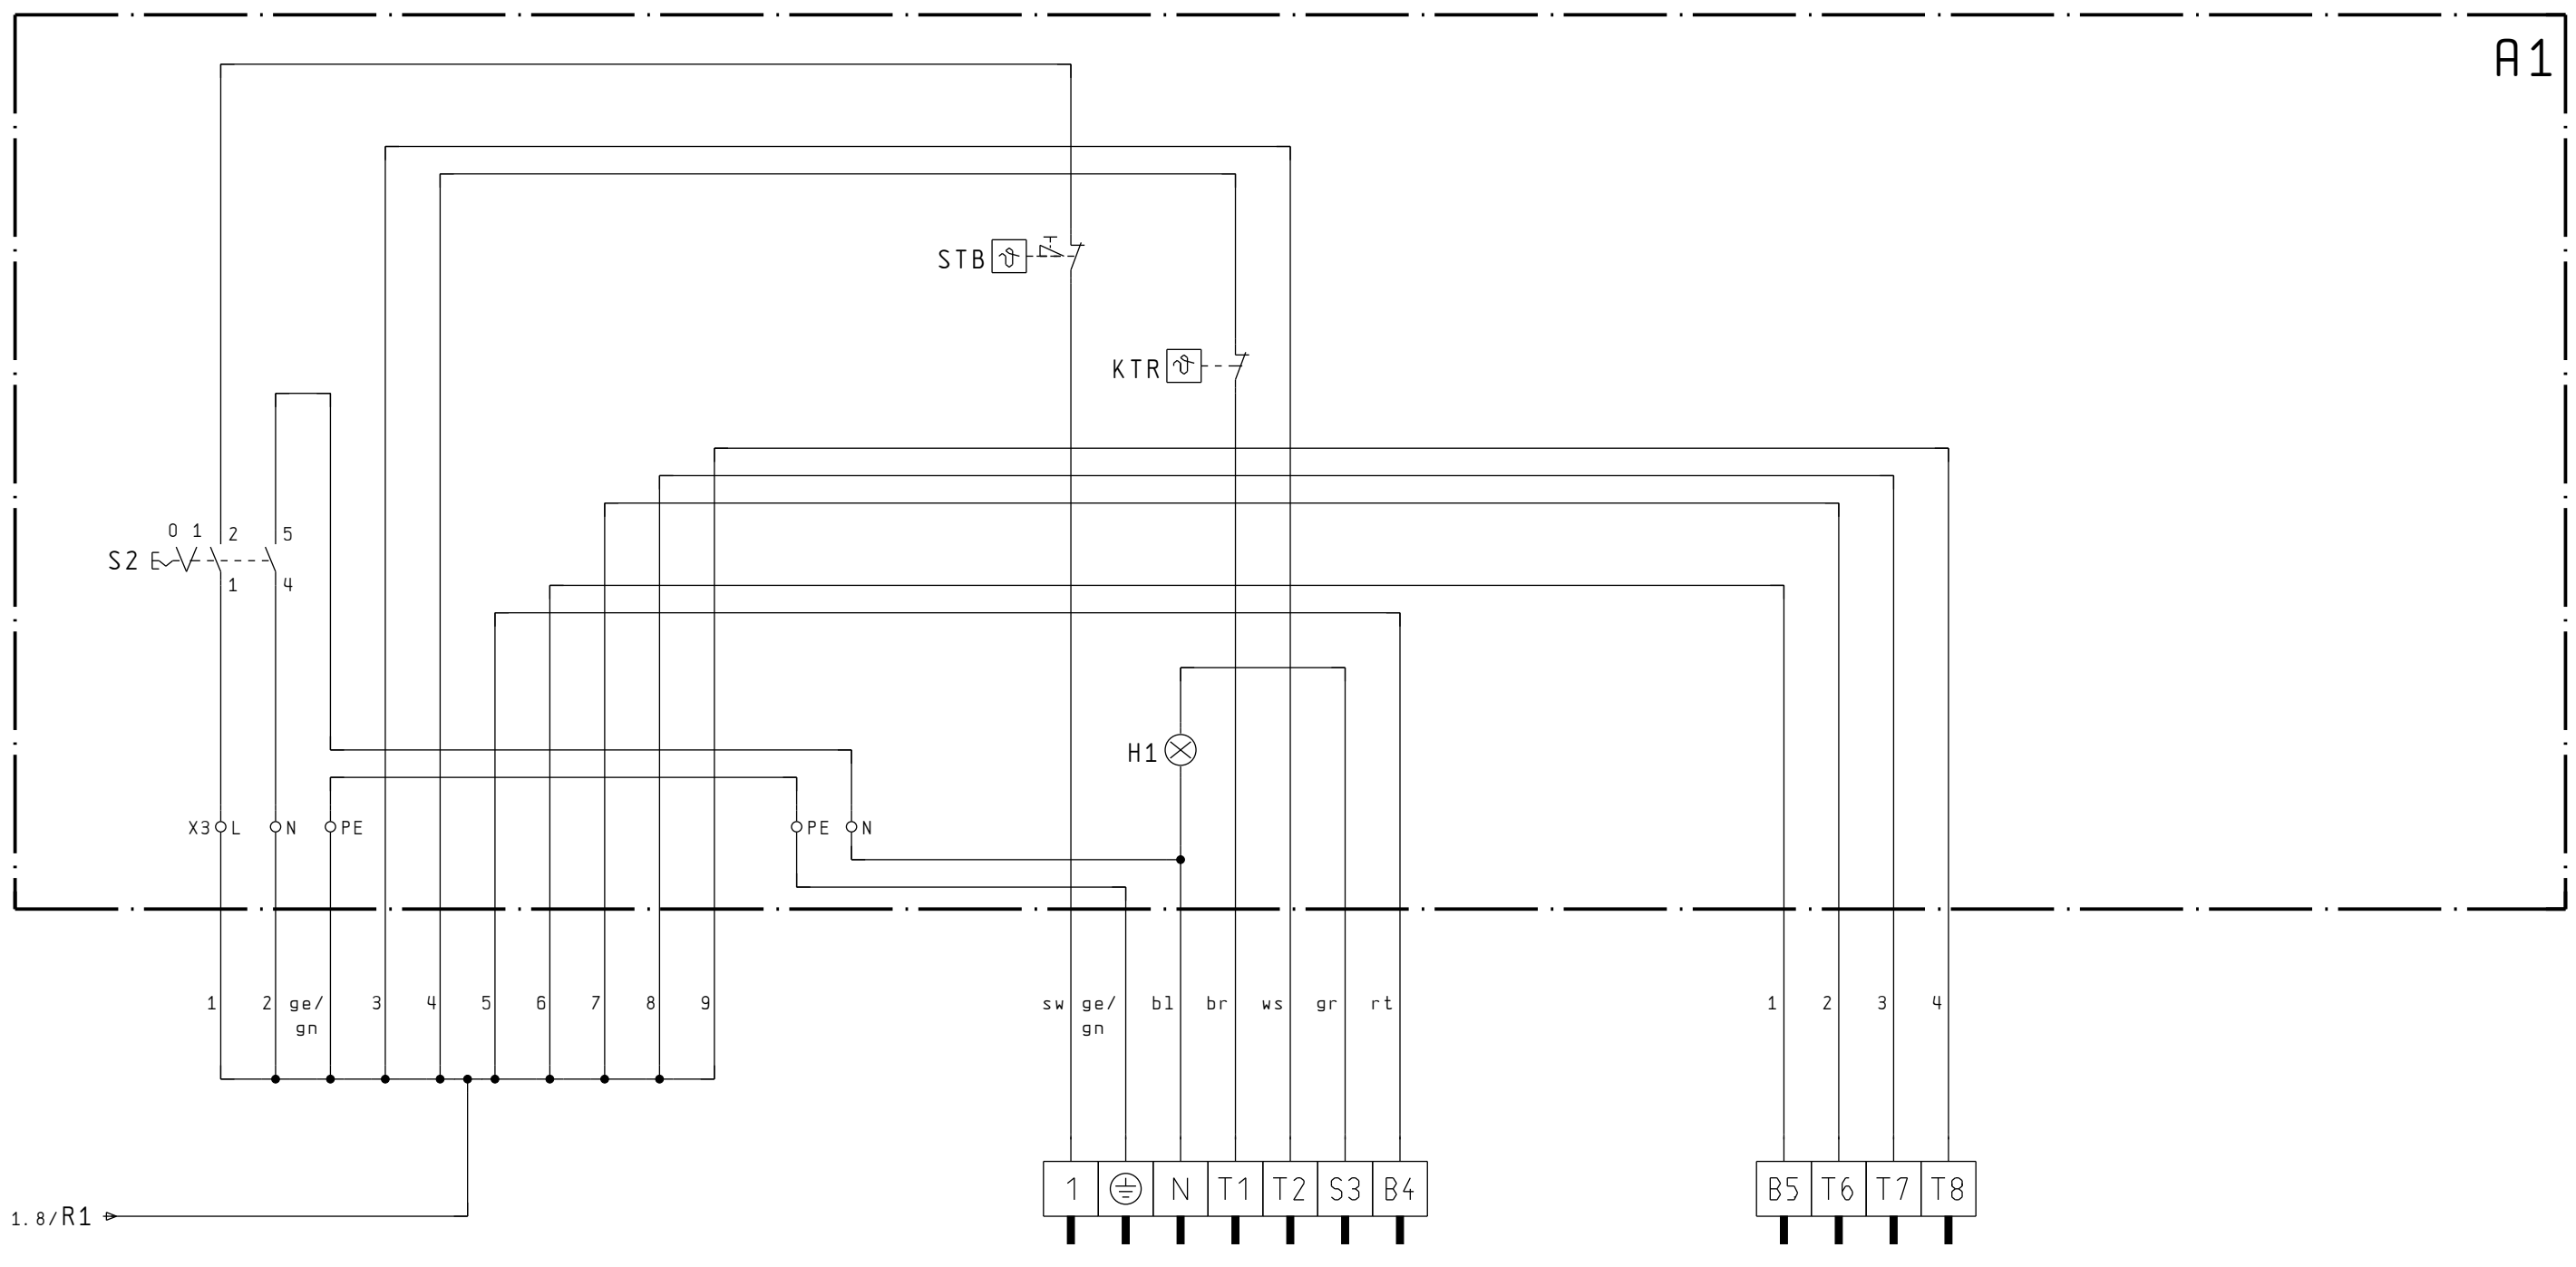 A1
STB
KTR
0 1 2 5
S2
1 4
H1
X3 L N PE PE N
1 2 ge/ 3 4 5 6 7 8 9 sw ge/ bl br ws gr rt 1 2 3 4
gn gn
1 N T1 T2 S3 B4 B5 T6 T7 T8
1.8/R1